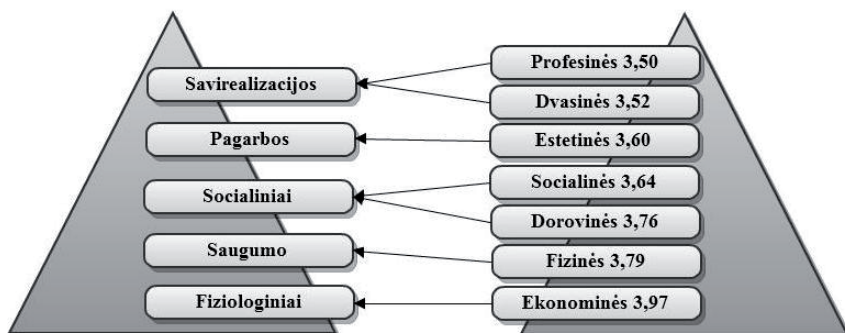 Savirealizacijos
Pagarbos
Socialiniai
Saugumo
Fiziologiniai
Profesinės 3,50
Dvasinės 3,52
Estetinės 3,60
Socialinės 3,64
Dorovinės 3,76
Fizinės 3,79
Ekonominės 3,97